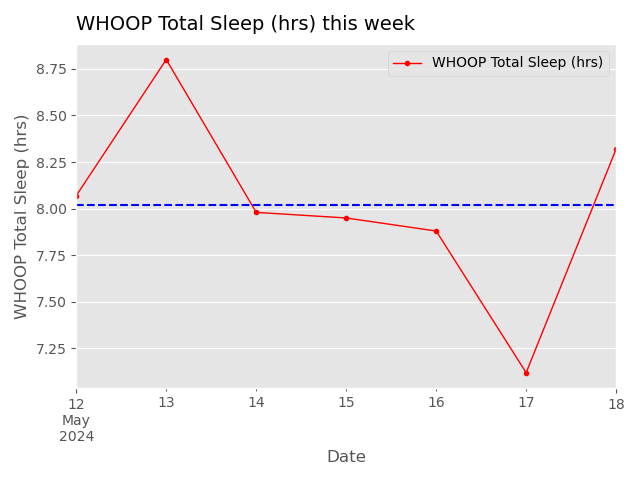 WHOOP Total Sleep (hrs) this week
WHOOP Total Sleep (hrs)
WHOOP Total Sleep (hrs)
8.75
8.50
8.25
8.00
7.75
7.50
7.25
12 13 14 15 16 17 18
May
2024
Date